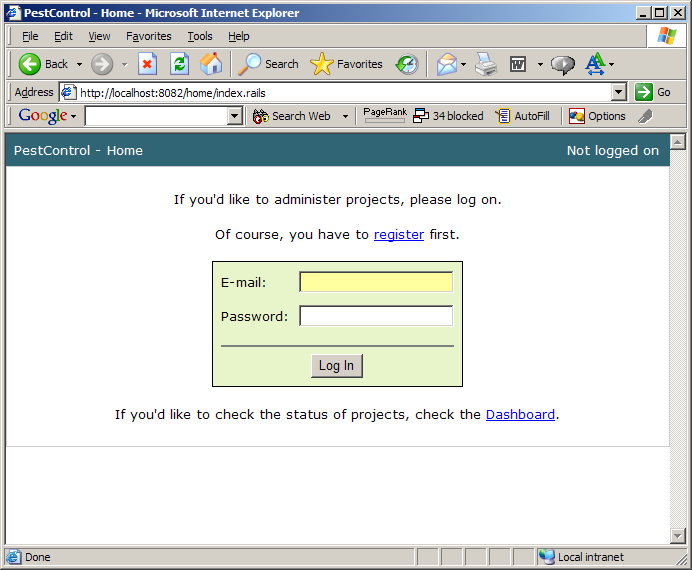 PestControl - Home - Microsoft Internet Explorer
File Edit View Favorites Tools Help
Back Search Favorites
Address http://localhost:8082/home/index.rails Go
Google Search Web PageRank 34 blocked AutoFill Options
PestControl - Home Not logged on
If you'd like to administer projects, please log on.
Of course, you have to register first.
E-mail:
Password:
Log In
If you'd like to check the status of projects, check the Dashboard.
Done Local intranet